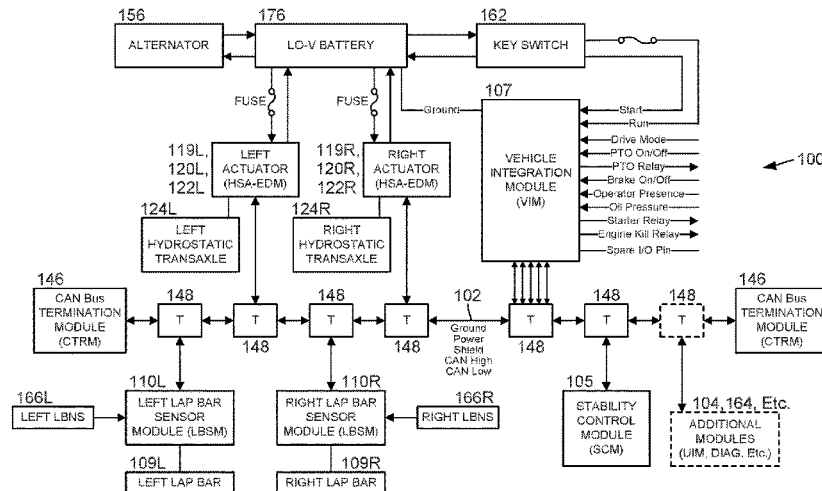 156
176
162
ALTERNATOR
LO-V BATTERY
KEY SWITCH
FUSE
FUSE
Ground
107
Start
Run
119L,
120L,
122L
LEFT
ACTUATOR
(HSA-EDM)
119R,
120R,
122R
RIGHT
ACTUATOR
(HSA-EDM)
VEHICLE
INTEGRATION
MODULE
(VIM)
Drive Mode
PTO On/Off
PTO Relay
Brake On/Off
Operator Presence
Oil Pressure
Starter Relay
Engine Kill Relay
Spare I/O Pin
100
124L
LEFT
HYDROSTATIC
TRANSAXLE
124R
RIGHT
HYDROSTATIC
TRANSAXLE
146
CAN Bus
TERMINATION
MODULE
(CTRM)
148
T
T
148
148
T
T
148
102
Ground
Power
Shield
CAN High
CAN Low
T
148
148
T
148
T
146
CAN Bus
TERMINATION
MODULE
(CTRM)
166L
LEFT LBNS
110L
LEFT LAP BAR
SENSOR
MODULE (LBSM)
110R
RIGHT LAP BAR
SENSOR
MODULE (LBSM)
166R
RIGHT LBNS
105
STABILITY
CONTROL
MODULE
(SCM)
104, 164, Etc.
ADDITIONAL
MODULES
(UIM, DIAG. Etc.)
109L
LEFT LAP BAR
109R
RIGHT LAP BAR